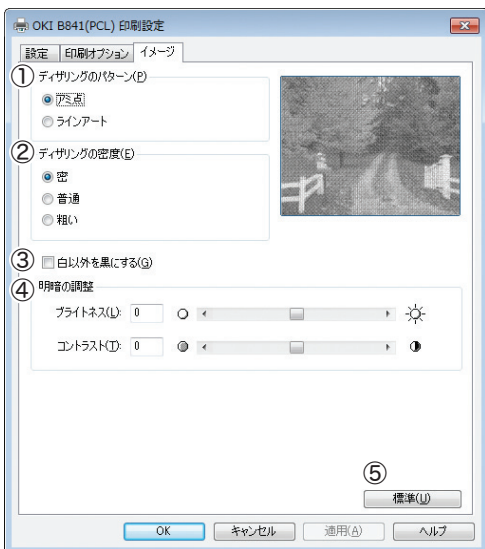 OKI B841(PCL) 印刷設定
設定 印刷オプション イメージ
① ディザリングのパターン(P)
アミ点
ラインアート
② ディザリングの密度(E)
密
普通
粗い
③ 白以外を黒にする(G)
④ 明暗の調整
ブライトネス(L): 0
コントラスト(T): 0
⑤
標準(U)
OK キャンセル 適用(A) ヘルプ